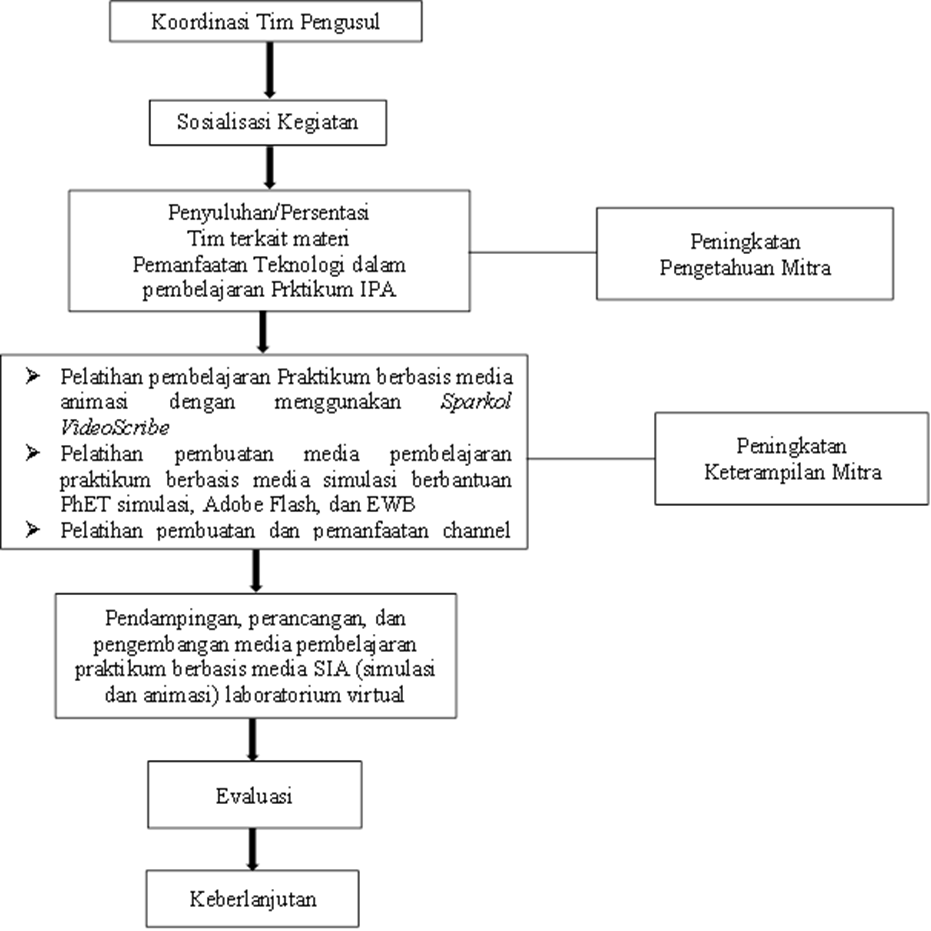 Koordinasi Tim Pengusul
Sosialisasi Kegiatan
Penyuluhan/Persentasi
Tim terkait materi
Pemanfaatan Teknologi dalam
pembelajaran Prktikum IPA
Peningkatan
Pengetahuan Mitra
➢ Pelatihan pembelajaran Praktikum berbasis media
animasi dengan menggunakan Sparkol
VideoScribe
➢ Pelatihan pembuatan media pembelajaran
praktikum berbasis media simulasi berbantuan
PhET simulasi, Adobe Flash, dan EWB
➢ Pelatihan pembuatan dan pemanfaatan channel
Peningkatan
Keterampilan Mitra
Pendampingan, perancangan, dan
pengembangan media pembelajaran
praktikum berbasis media SIA (simulasi
dan animasi) laboratorium virtual
Evaluasi
Keberlanjutan